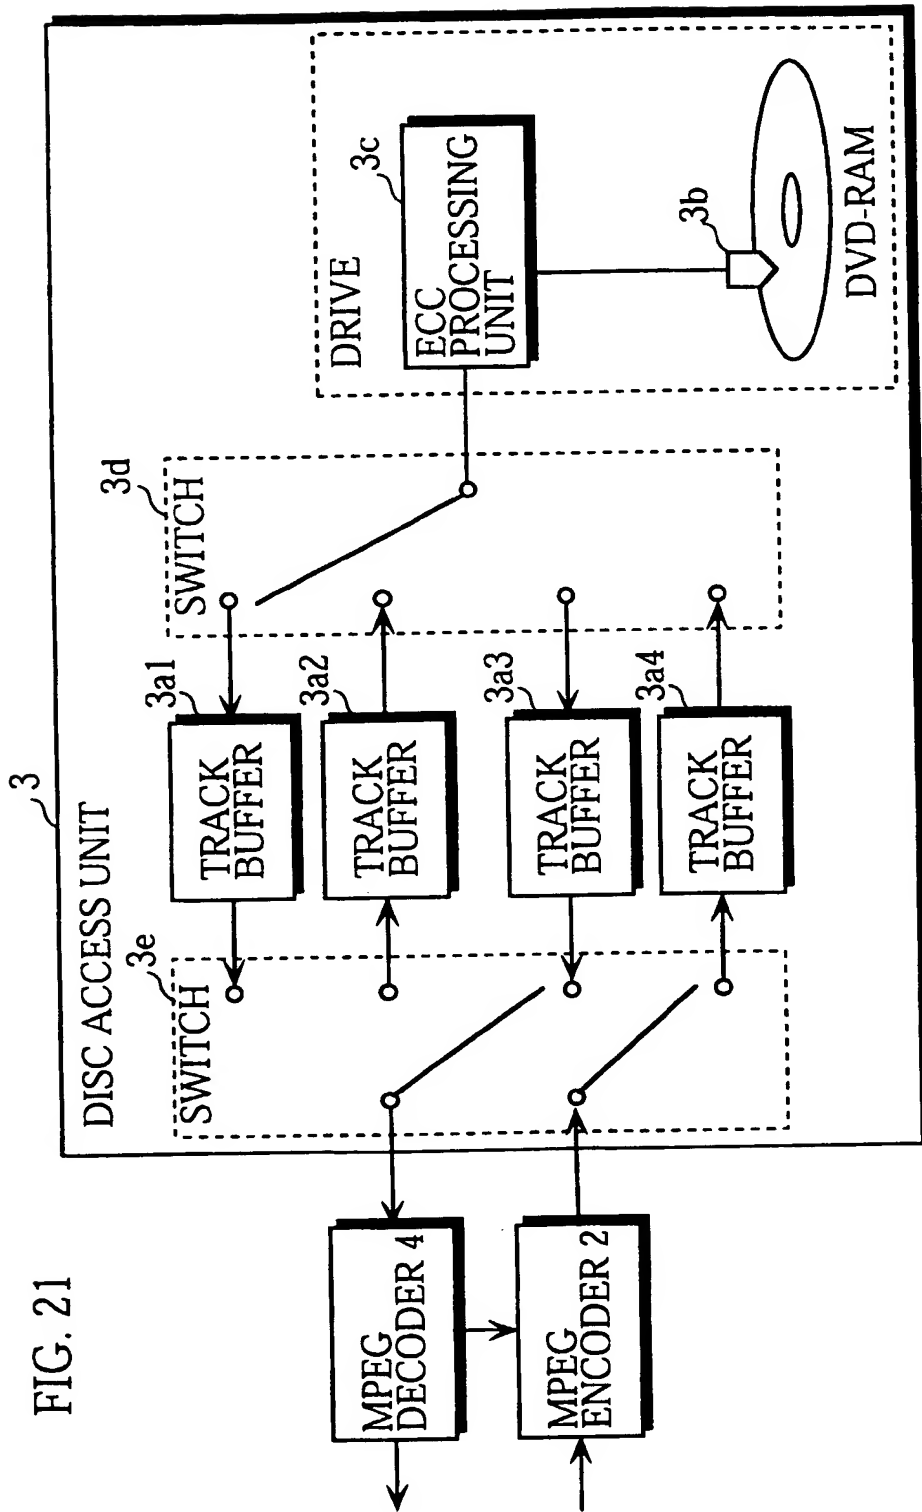 FIG. 21
3
DISC ACCESS UNIT
MPEG
DECODER 4
MPEG
ENCODER 2
SWITCH
3e
TRACK
BUFFER
3a1
TRACK
BUFFER
3a2
TRACK
BUFFER
3a3
TRACK
BUFFER
3a4
SWITCH
3d
DRIVE
ECC
PROCESSING
UNIT
3c
3b
DVD-RAM